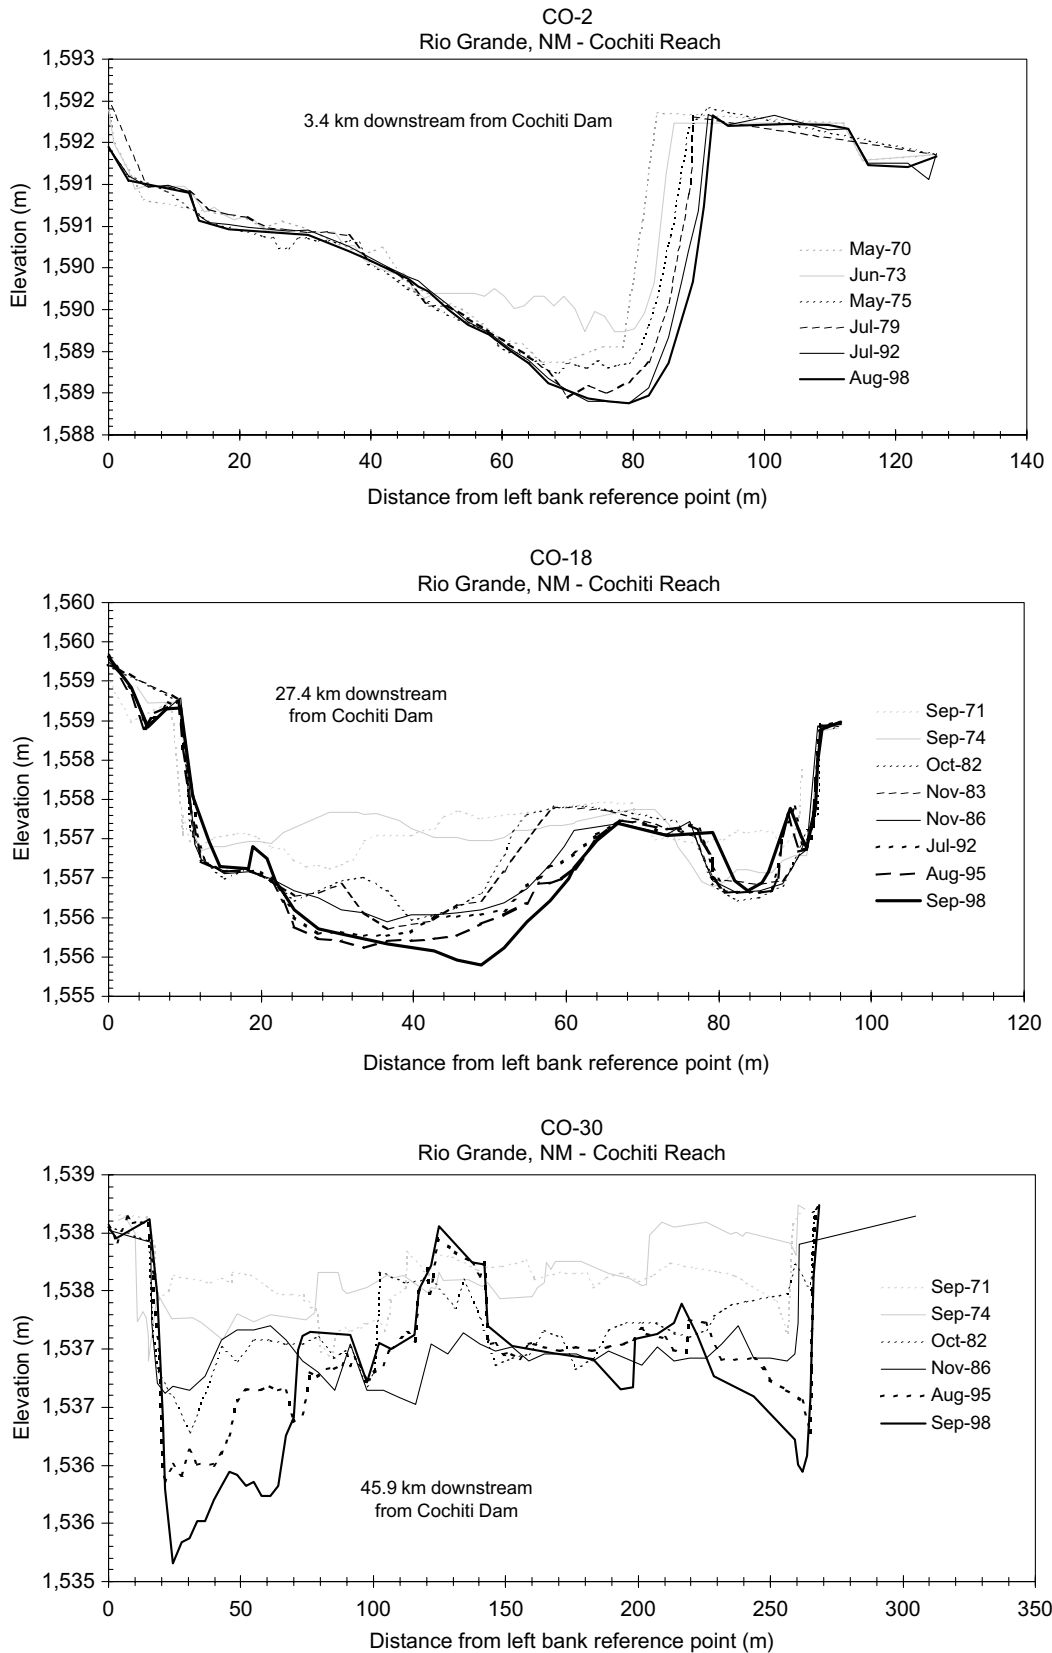 CO-2
Rio Grande, NM - Cochiti Reach
1,593
1,592
1,592
1,591
1,591
1,590
1,590
1,589
1,589
1,588
Elevation (m)
3.4 km downstream from Cochiti Dam
May-70
Jun-73
May-75
Jul-79
Jul-92
Aug-98
0 20 40 60 80 100 120 140
Distance from left bank reference point (m)
CO-18
Rio Grande, NM - Cochiti Reach
1,560
1,560
1,559
1,559
1,558
1,558
1,557
1,557
1,556
1,556
1,555
Elevation (m)
27.4 km downstream
from Cochiti Dam
Sep-71
Sep-74
Oct-82
Nov-83
Nov-86
Jul-92
Aug-95
Sep-98
0 20 40 60 80 100 120
Distance from left bank reference point (m)
CO-30
Rio Grande, NM - Cochiti Reach
1,539
1,538
1,538
1,537
1,537
1,536
1,536
1,535
Elevation (m)
45.9 km downstream
from Cochiti Dam
Sep-71
Sep-74
Oct-82
Nov-86
Aug-95
Sep-98
0 50 100 150 200 250 300 350
Distance from left bank reference point (m)